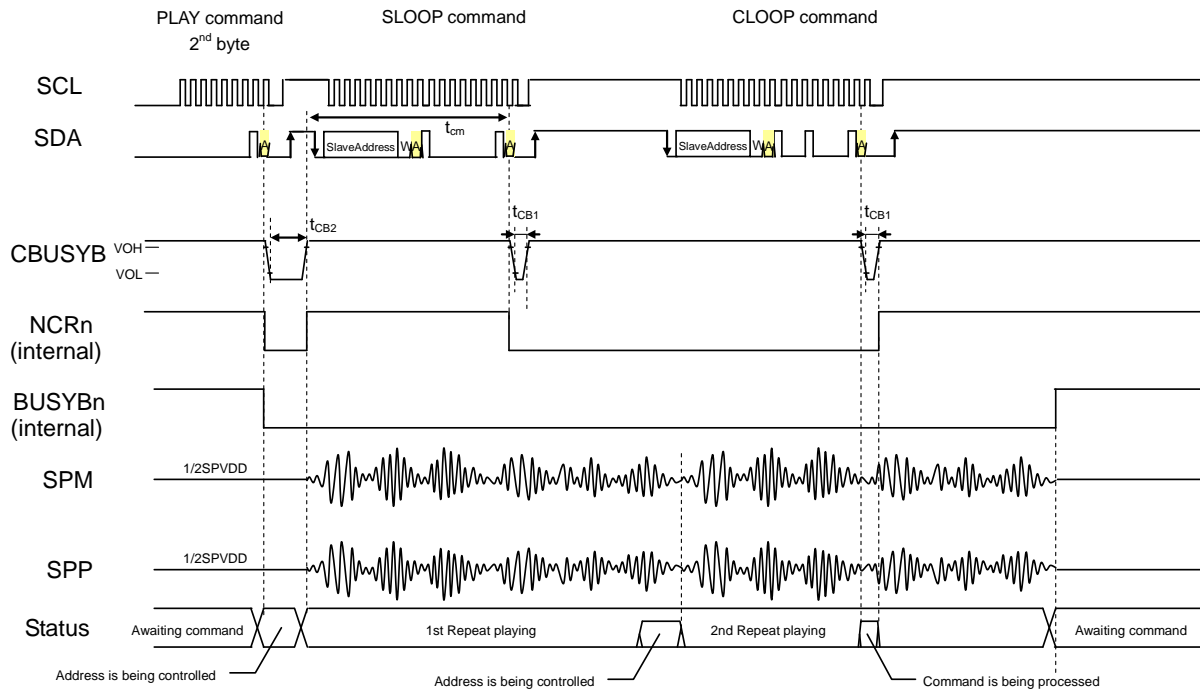 PLAY command
2nd byte
SLOOP command
CLOOP command
SCL
tcm
SDA
A
SlaveAddress
W
A
A
SlaveAddress
W
A
A
tCB2
tCB1
tCB1
CBUSYB
VOH
VOL
NCRn
(internal)
BUSYBn
(internal)
1/2SPVDD
SPM
1/2SPVDD
SPP
Status
Awaiting command
1st Repeat playing
2nd Repeat playing
Awaiting command
Address is being controlled
Address is being controlled
Command is being processed